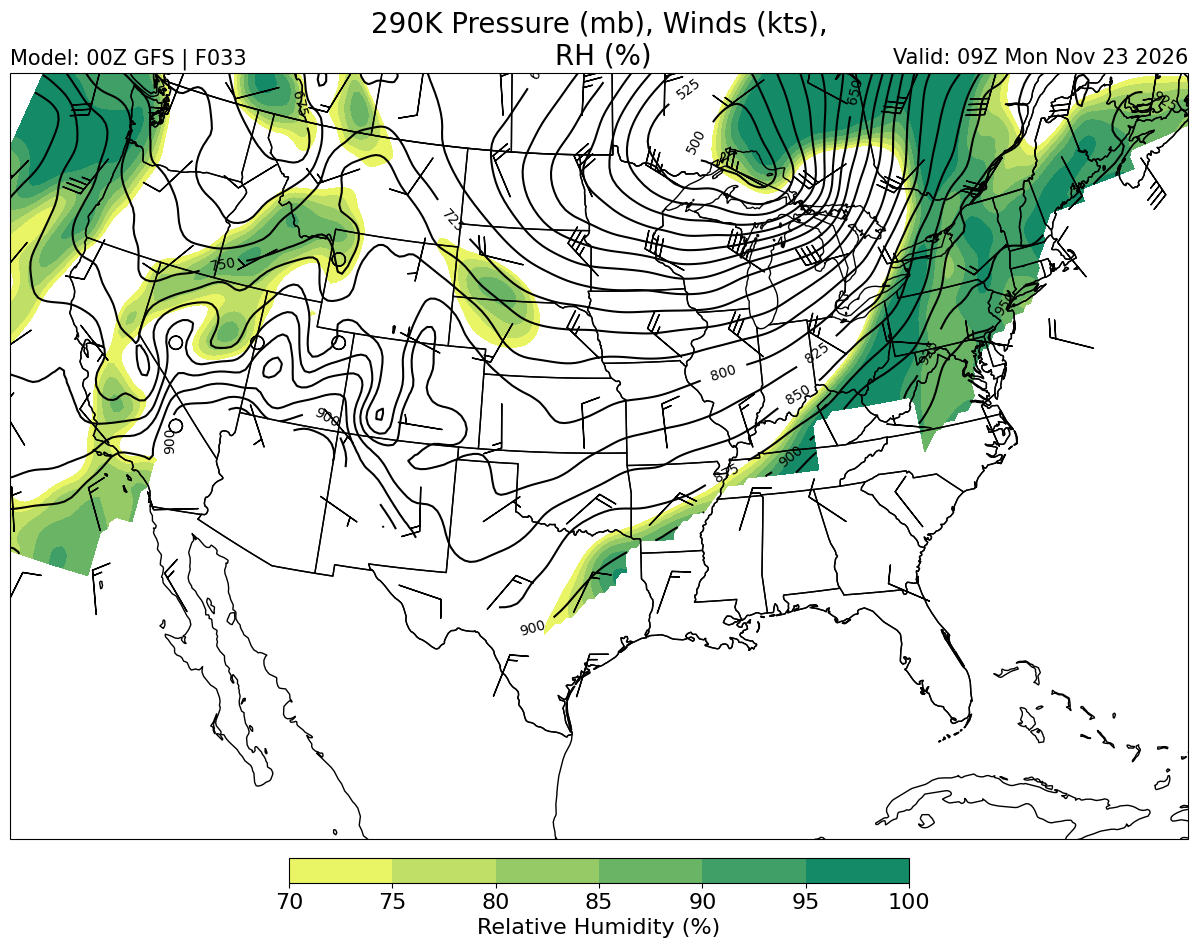 290K Pressure (mb), Winds (kts),
RH (%)
Model: 00Z GFS | F033
Valid: 09Z Mon Nov 23 2026
525
650
675
500
725
750
950
825
800
850
900
900
900
875
900
70 75 80 85 90 95 100
Relative Humidity (%)